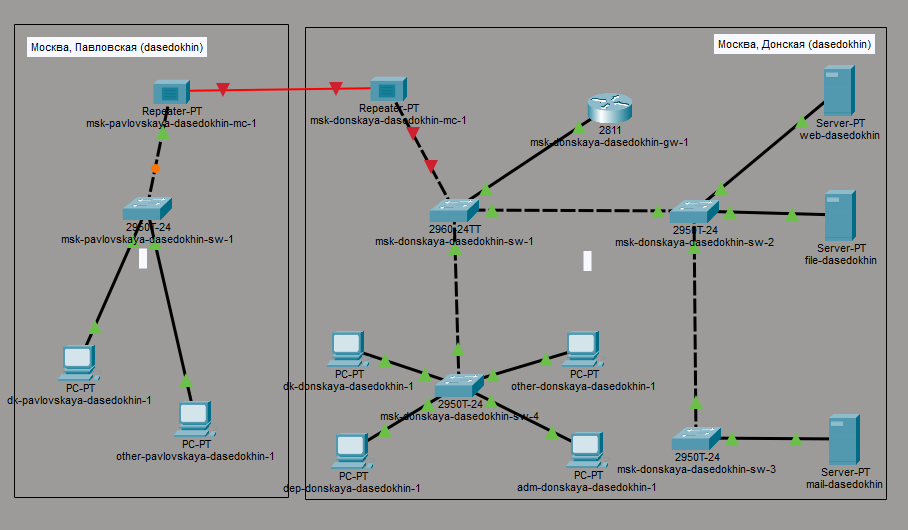 Москва, Павловская (dasedokhin)
Москва, Донская (dasedokhin)
Repeater-PT
msk-pavlovskaya-dasedokhin-mc-1
Repeater-PT
msk-donskaya-dasedokhin-mc-1
2811
msk-donskaya-dasedokhin-gw-1
Server-PT
web-dasedokhin
2950T-24
msk-pavlovskaya-dasedokhin-sw-1
2960-24TT
msk-donskaya-dasedokhin-sw-1
2950T-24
msk-donskaya-dasedokhin-sw-2
Server-PT
file-dasedokhin
PC-PT
dk-pavlovskaya-dasedokhin-1
PC-PT
other-pavlovskaya-dasedokhin-1
PC-PT
dk-donskaya-dasedokhin-1
PC-PT
other-donskaya-dasedokhin-1
2950T-24
msk-donskaya-dasedokhin-sw-4
PC-PT
dep-donskaya-dasedokhin-1
PC-PT
adm-donskaya-dasedokhin-1
2950T-24
msk-donskaya-dasedokhin-sw-3
Server-PT
mail-dasedokhin